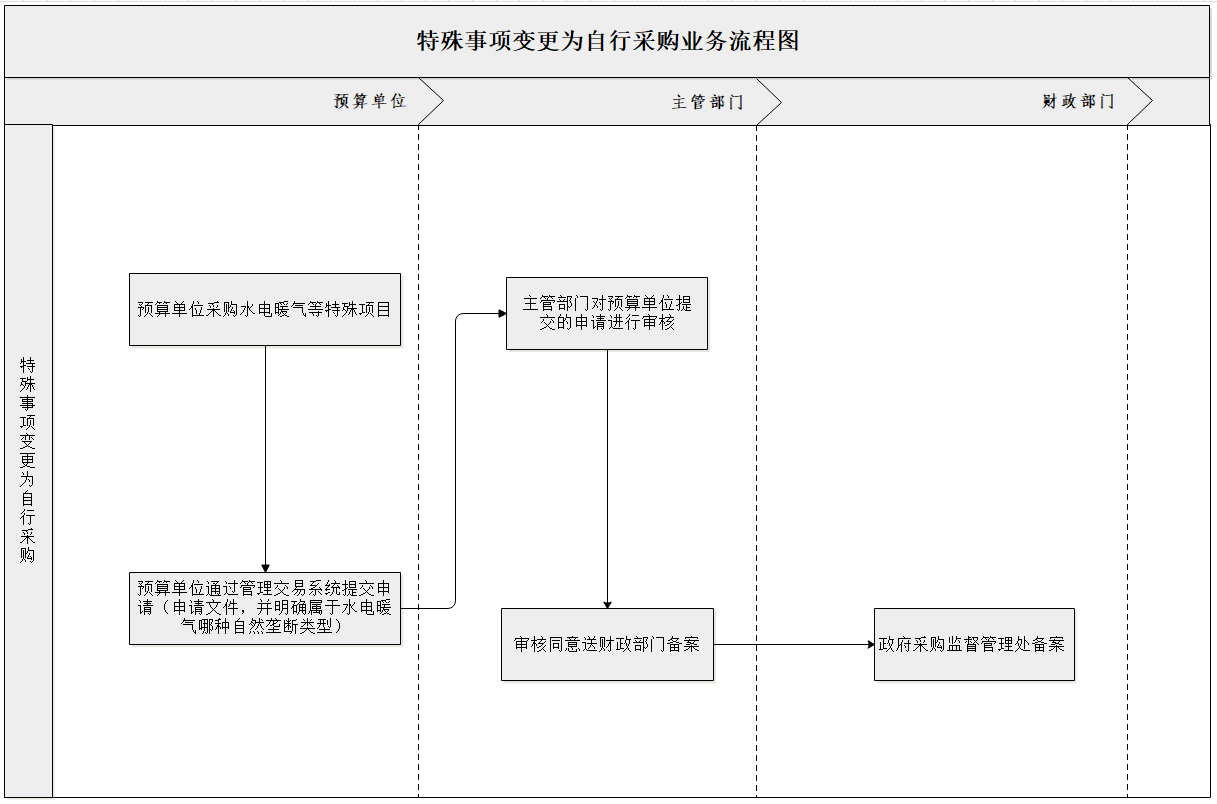 特殊事项变更为自行采购业务流程图
预算单位
主管部门
财政部门
特殊事项变更为自行采购
预算单位采购水电暖气等特殊项目
预算单位通过管理交易系统提交申
请（申请文件，并明确属于水电暖
气哪种自然垄断类型）
主管部门对预算单位提
交的申请进行审核
审核同意送财政部门备案
政府采购监督管理处备案